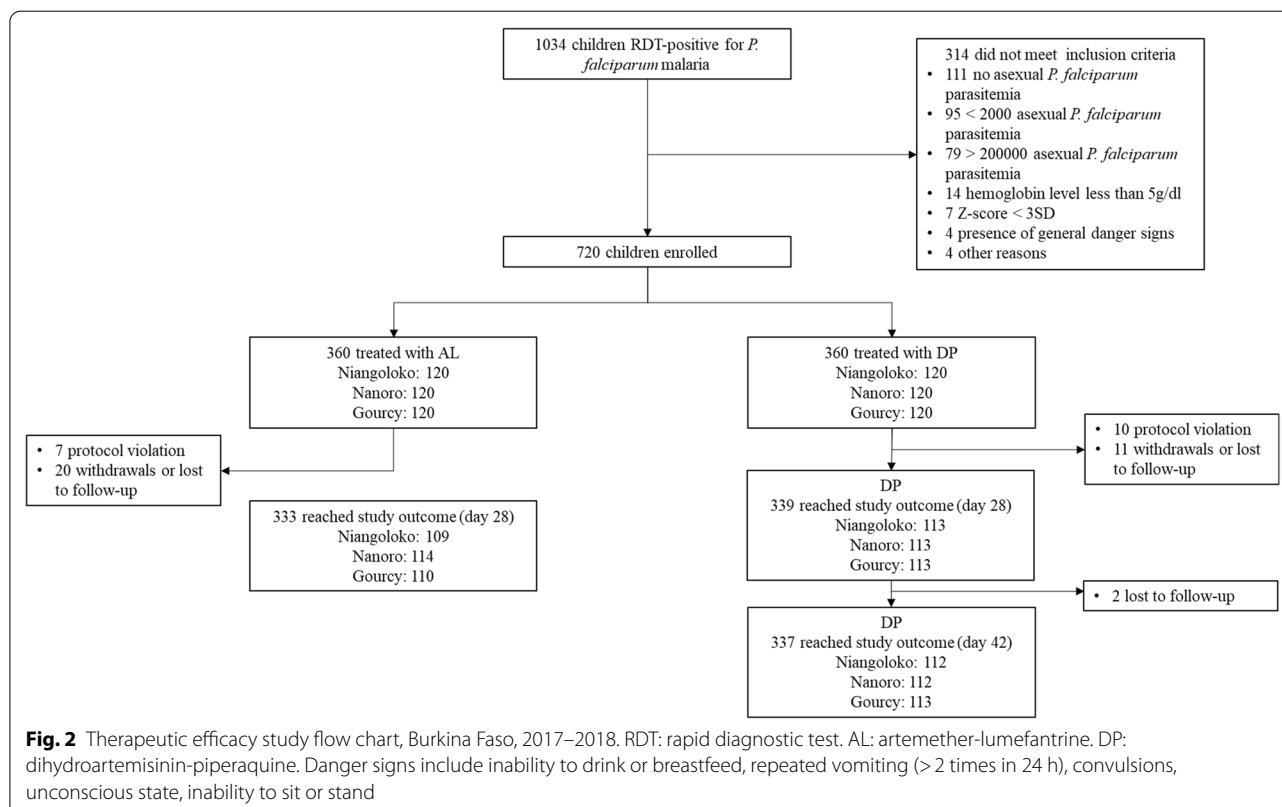 1034 children RDT-positive for P.
falciparum malaria
314 did not meet inclusion criteria
• 111 no asexual P. falciparum
parasitemia
• 95 < 2000 asexual P. falciparum
parasitemia
• 79 > 200000 asexual P. falciparum
parasitemia
• 14 hemoglobin level less than 5g/dl
• 7 Z-score < 3SD
• 4 presence of general danger signs
• 4 other reasons
720 children enrolled
360 treated with AL
Niangoloko: 120
Nanoro: 120
Gourcy: 120
360 treated with DP
Niangoloko: 120
Nanoro: 120
Gourcy: 120
• 7 protocol violation
• 20 withdrawals or lost
to follow-up
• 10 protocol violation
• 11 withdrawals or lost
to follow-up
333 reached study outcome (day 28)
Niangoloko: 109
Nanoro: 114
Gourcy: 110
DP
339 reached study outcome (day 28)
Niangoloko: 113
Nanoro: 113
Gourcy: 113
• 2 lost to follow-up
DP
337 reached study outcome (day 42)
Niangoloko: 112
Nanoro: 112
Gourcy: 113
Fig. 2 Therapeutic efficacy study flow chart, Burkina Faso, 2017–2018. RDT: rapid diagnostic test. AL: artemether-lumefantrine. DP:
dihydroartemisinin-piperaquine. Danger signs include inability to drink or breastfeed, repeated vomiting (> 2 times in 24 h), convulsions,
unconscious state, inability to sit or stand